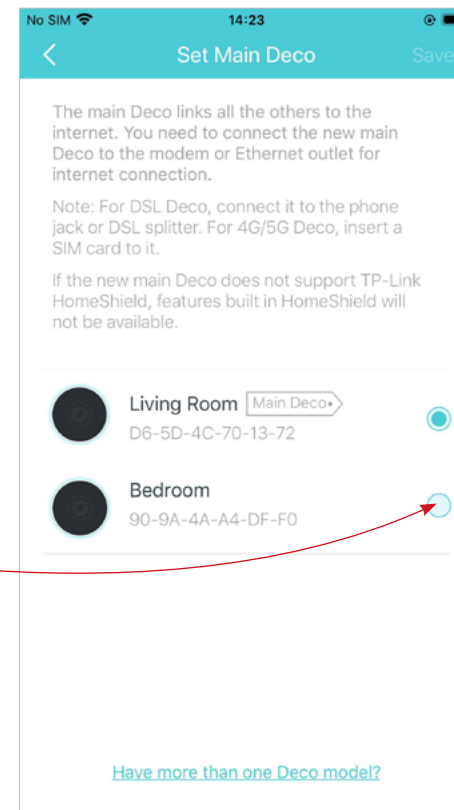 No SIM 14:23
Set Main Deco Save
The main Deco links all the others to the
internet. You need to connect the new main
Deco to the modem or Ethernet outlet for
internet connection.
Note: For DSL Deco, connect it to the phone
jack or DSL splitter. For 4G/5G Deco, insert a
SIM card to it.
If the new main Deco does not support TP-Link
HomeShield, features built in HomeShield will
not be available.
Living Room Main Deco
D6-5D-4C-70-13-72
Bedroom
90-9A-4A-A4-DF-F0
Have more than one Deco model?